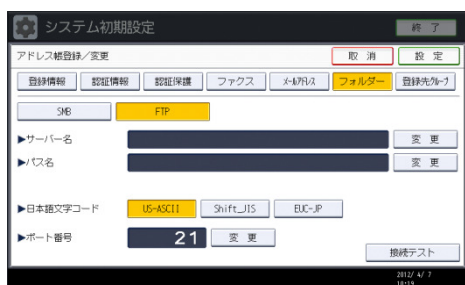 システム初期設定 終 了
アドレス帳登録／変更 取 消 設 定
登録情報 認証情報 認証保護 ファクス メールアドレス フォルダー 登録先グループ
SMB FTP
▶サーバー名 変 更
▶パス名 変 更
▶日本語文字コード US-ASCII Shift_JIS EUC-JP
▶ポート番号 21 変 更
接続テスト
2012/ 4/ 7
10:19